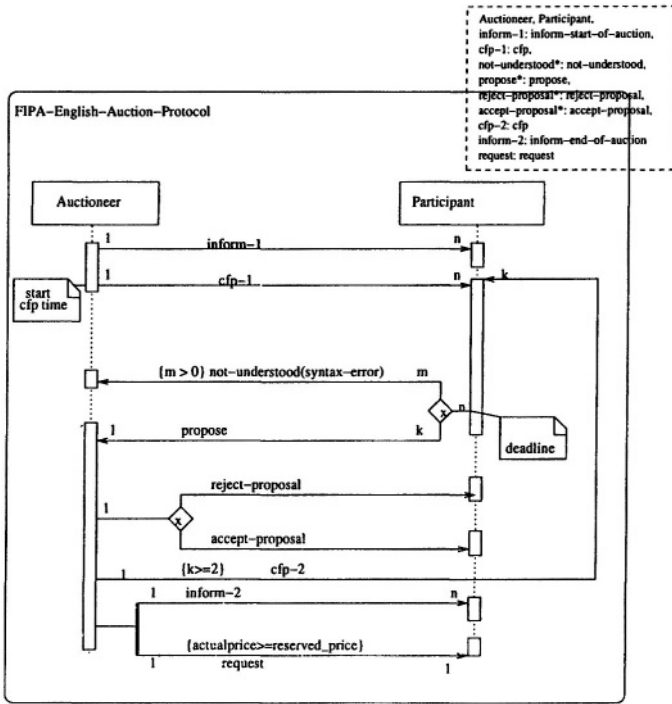 Auctioneer, Participant,
inform-1: inform-start-of-auction,
cfp-1: cfp,
not-understood*: not-understood,
propose*: propose,
reject-proposal*: reject-proposal,
accept-proposal*: accept-proposal,
cfp-2: cfp
inform-2: inform-end-of-auction
request: request
FIPA-English-Auction-Protocol
Auctioneer
Participant
1 inform-1 n
1 cfp-1 n k
start
cfp time
{m > 0} not-understood(syntax-error) m
x n
1 propose k
deadline
reject-proposal
1 x
accept-proposal
1 {k>=2} cfp-2
1 inform-2 n
{actualprice>=reserved_price}
1 request 1